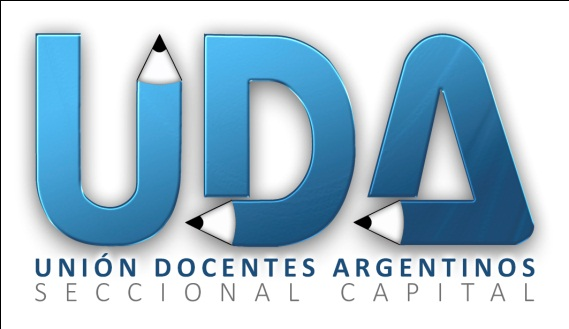 UDA
UNIÓN DOCENTES ARGENTINOS
SECCIONAL CAPITAL